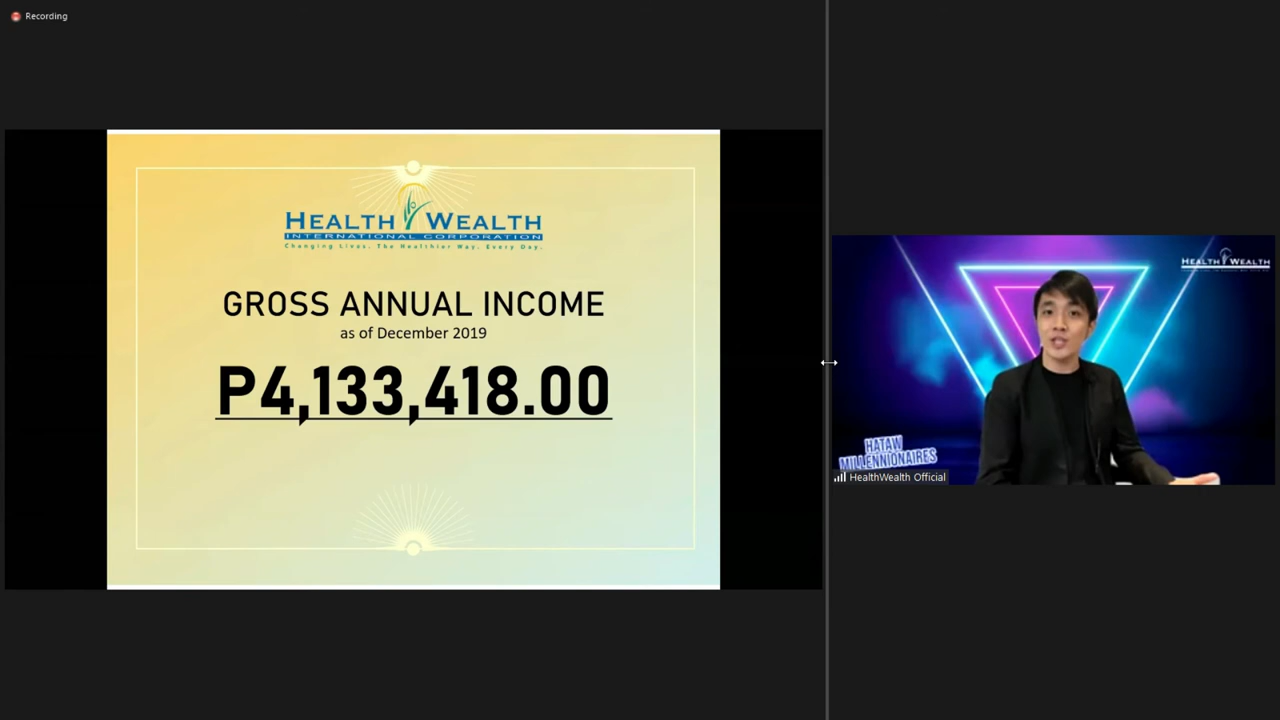 Recording
HEALTH WEALTH
INTERNATIONAL CORPORATION
Changing Lives. The Healthier Way. Every Day.
GROSS ANNUAL INCOME
as of December 2019
P4,133,418.00
HEALTH WEALTH
HATAW
MILLENNIONAIRES
HealthWealth Official